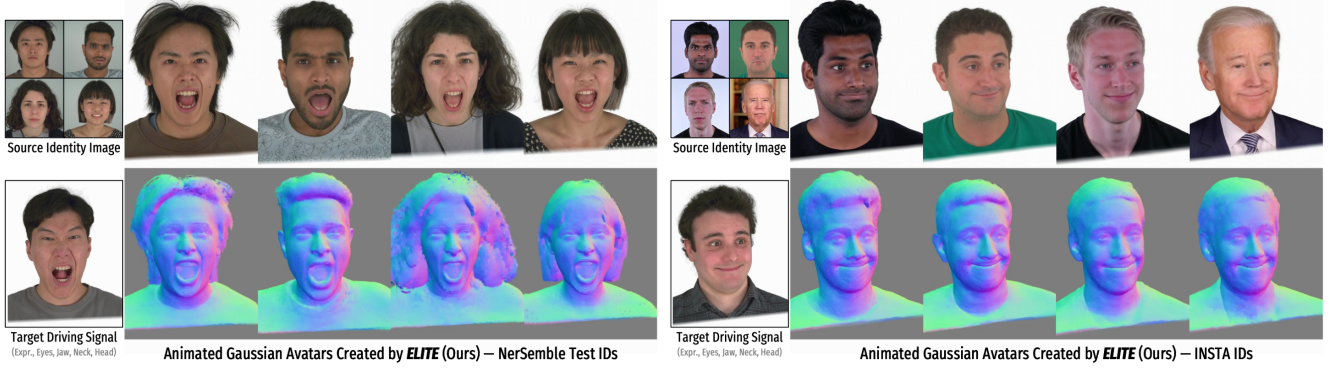 Source Identity Image
Target Driving Signal
(Expr., Eyes, Jaw, Neck, Head)
Animated Gaussian Avatars Created by ELITE (Ours) — NerSemble Test IDs
Source Identity Image
Target Driving Signal
(Expr., Eyes, Jaw, Neck, Head)
Animated Gaussian Avatars Created by ELITE (Ours) — INSTA IDs